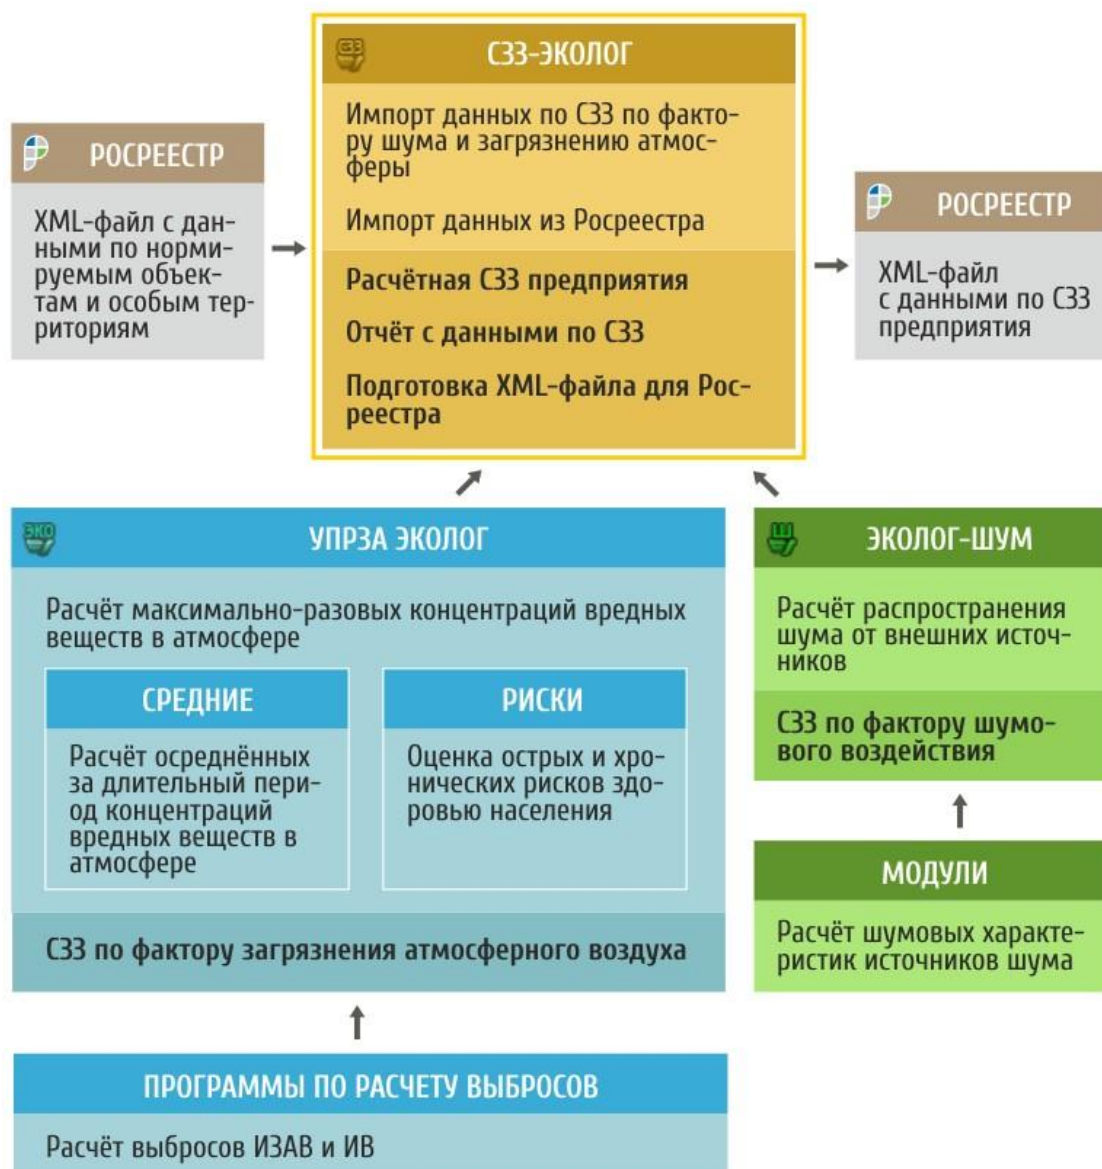 СЗЗ-ЭКОЛОГ
Импорт данных по СЗЗ по факто-
ру шума и загрязнению атмос-
феры
Импорт данных из Росреестра
Расчётная СЗЗ предприятия
Отчёт с данными по СЗЗ
Подготовка XML-файла для Рос-
реестра
РОСРЕЕСТР
XML-файл с дан-
ными по норми-
руемым объек-
там и особым тер-
риториям
РОСРЕЕСТР
XML-файл
с данными по СЗЗ
предприятия
ЭКО
УПРЗА ЭКОЛОГ
Расчёт максимально-разовых концентраций вредных
веществ в атмосфере
СРЕДНИЕ
Расчёт осреднённых
за длительный пери-
од концентраций
вредных веществ в
атмосфере
РИСКИ
Оценка острых и хро-
нических рисков здо-
ровью населения
СЗЗ по фактору загрязнения атмосферного воздуха
Ш
ЭКОЛОГ-ШУМ
Расчёт распространения
шума от внешних источ-
ников
СЗЗ по фактору шумо-
вого воздействия
МОДУЛИ
Расчёт шумовых характе-
ристик источников шума
ПРОГРАММЫ ПО РАСЧЕТУ ВЫБРОСОВ
Расчёт выбросов ИЗАВ и ИВ